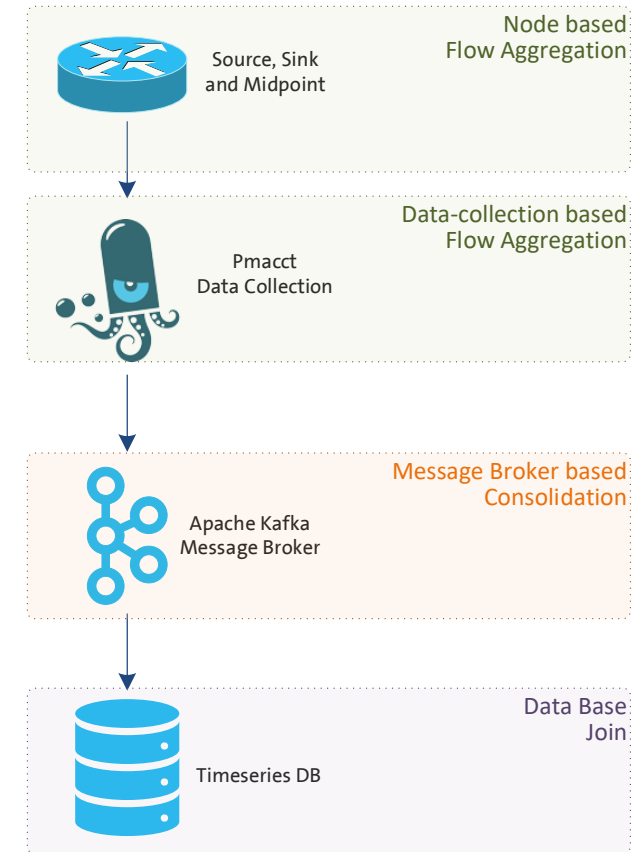 Node based
Flow Aggregation
Source, Sink
and Midpoint
Data-collection based
Flow Aggregation
Pmacct
Data Collection
Message Broker based
Consolidation
Apache Kafka
Message Broker
Data Base
Join
Timeseries DB